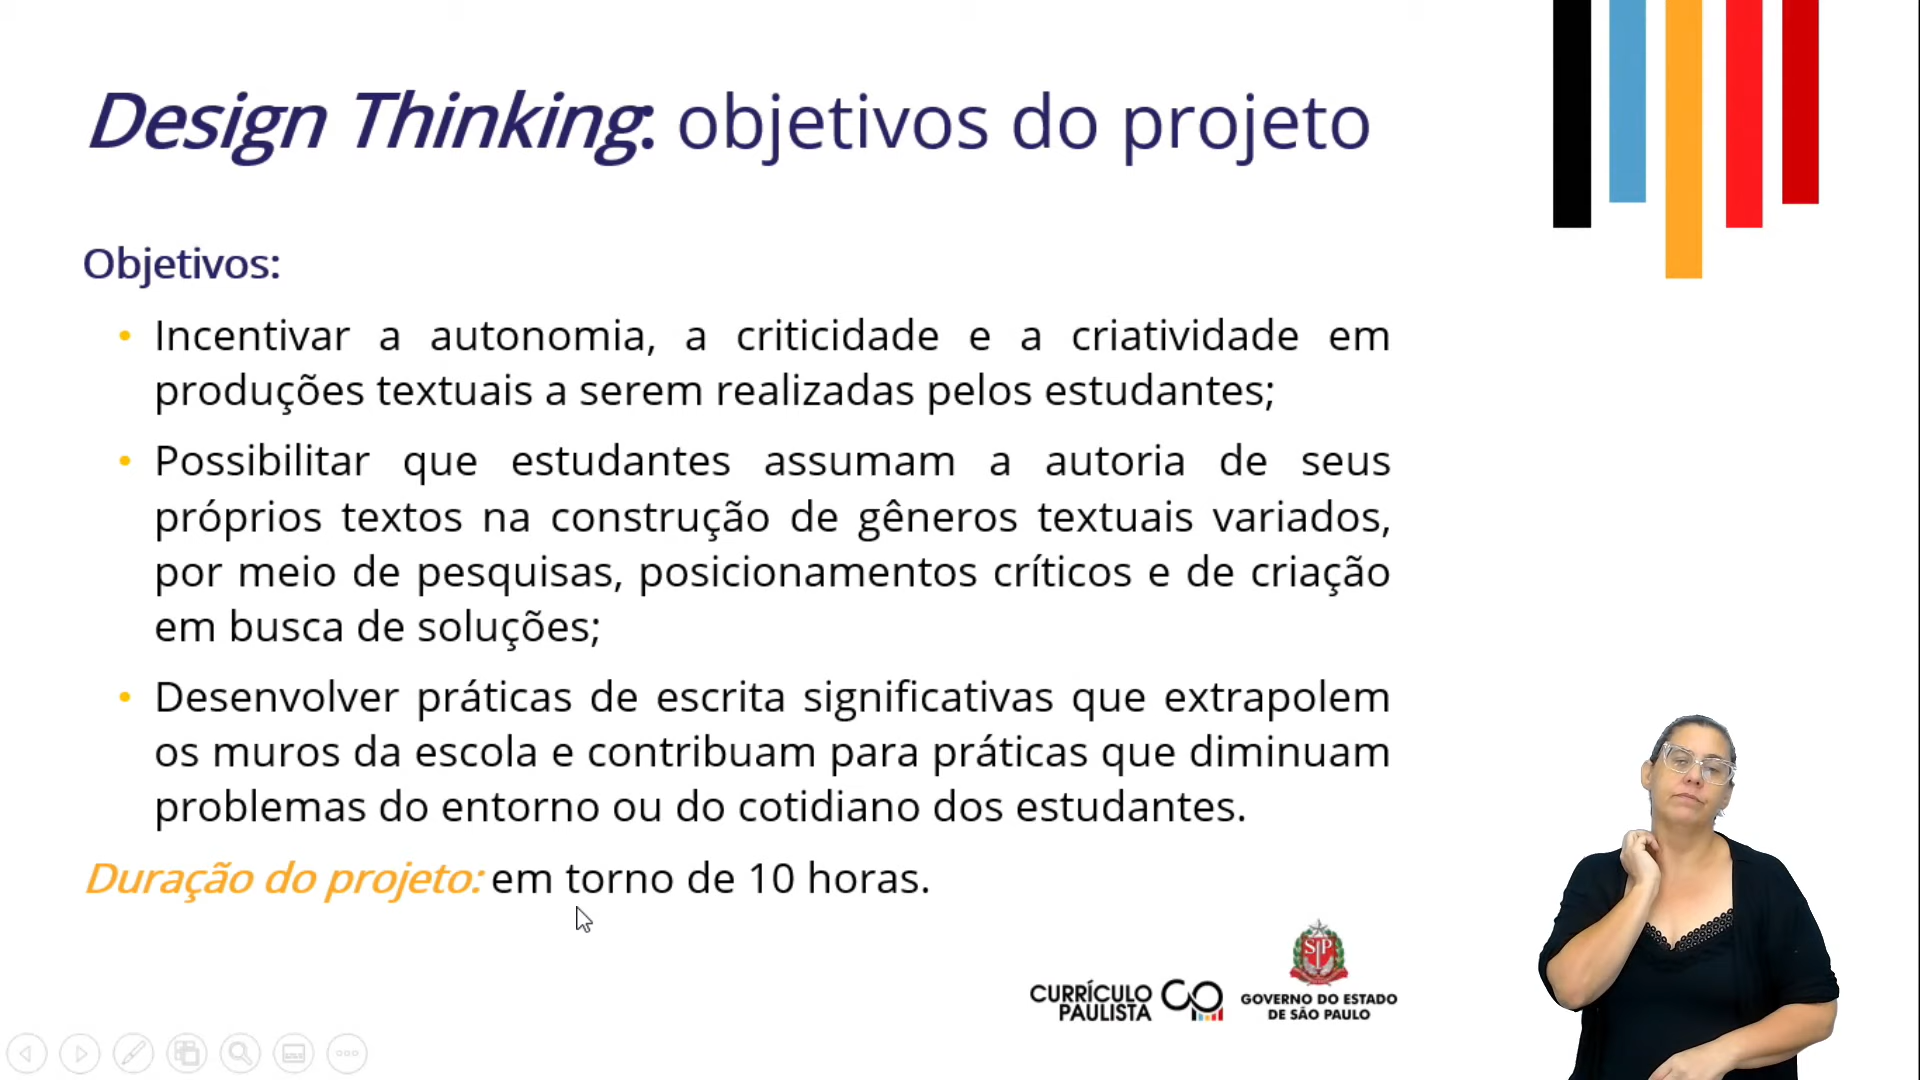 Design Thinking: objetivos do projeto
Objetivos:
• Incentivar a autonomia, a criticidade e a criatividade em
produções textuais a serem realizadas pelos estudantes;
• Possibilitar que estudantes assumam a autoria de seus
próprios textos na construção de gêneros textuais variados,
por meio de pesquisas, posicionamentos críticos e de criação
em busca de soluções;
• Desenvolver práticas de escrita significativas que extrapolem
os muros da escola e contribuam para práticas que diminuam
problemas do entorno ou do cotidiano dos estudantes.
Duração do projeto: em torno de 10 horas.
CURRÍCULO
PAULISTA
SP
GOVERNO DO ESTADO
DE SÃO PAULO